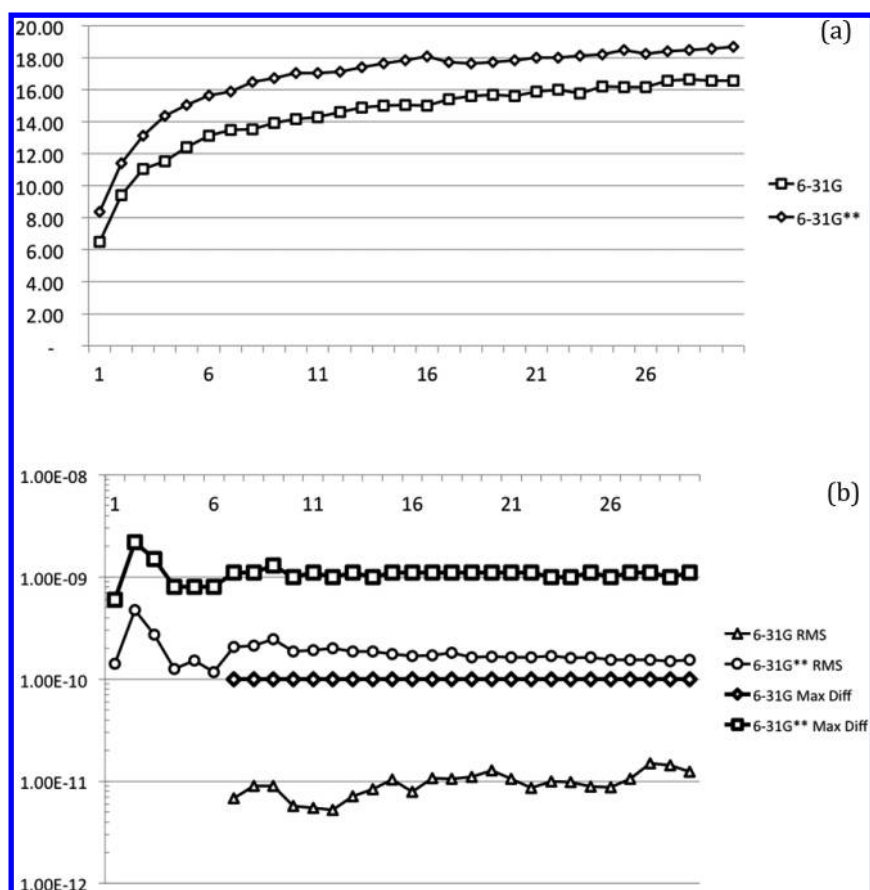 20.00
(a)
18.00
16.00
14.00
12.00
10.00
6-31G
8.00
6-31G**
6.00
4.00
2.00
-
1 6 11 16 21 26
1.00E-08
1 6 11 16 21 26
(b)
1.00E-09
6-31G RMS
6-31G** RMS
1.00E-10
6-31G Max Diff
6-31G** Max Diff
1.00E-11
1.00E-12